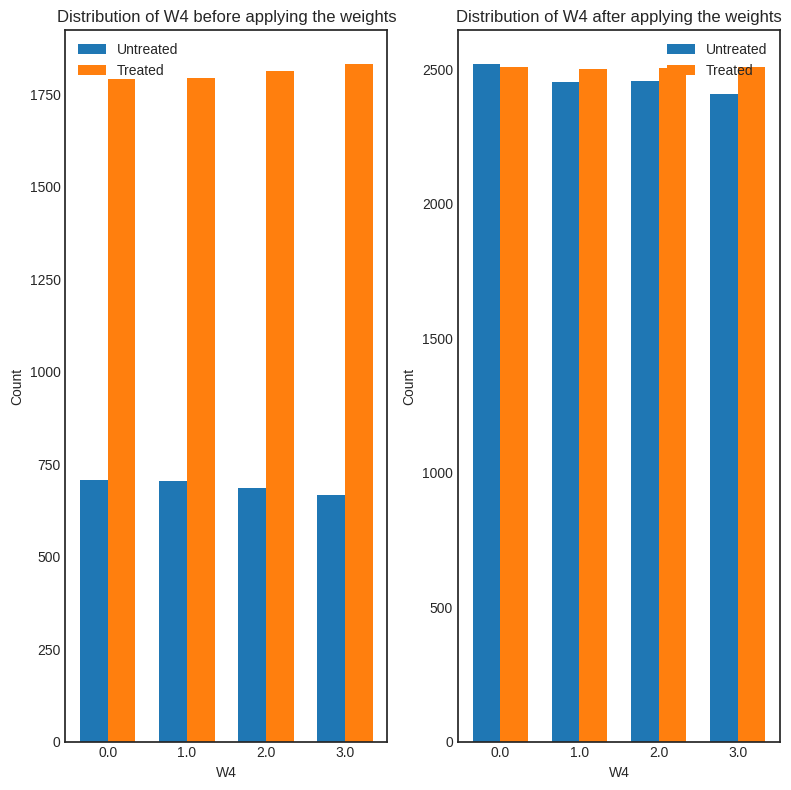 Distribution of W4 before applying the weights
Untreated
Treated
1750
1500
1250
1000
750
500
250
0
Count
0.0 1.0 2.0 3.0
W4
Distribution of W4 after applying the weights
Untreated
Treated
2500
2000
1500
1000
500
0
Count
0.0 1.0 2.0 3.0
W4